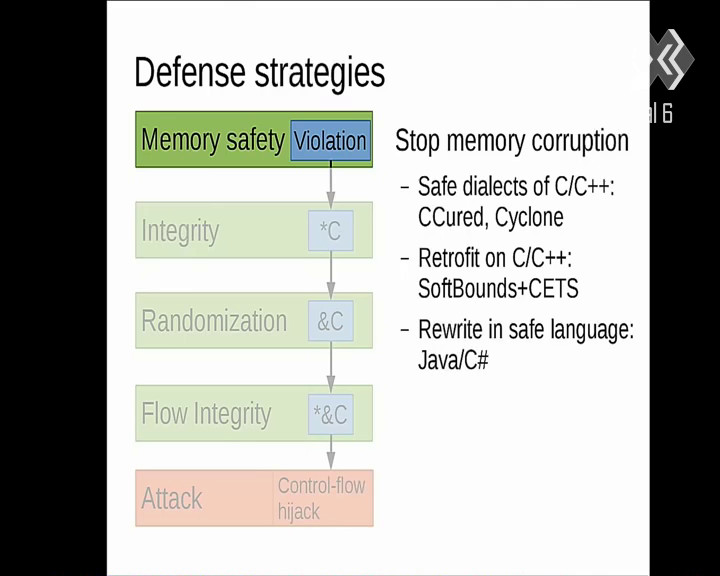 Defense strategies
Memory safety Violation
Integrity *C
Randomization &C
Flow Integrity *&C
Attack Control-flow
hijack
Stop memory corruption
– Safe dialects of C/C++:
CCured, Cyclone
– Retrofit on C/C++:
SoftBounds+CETS
– Rewrite in safe language:
Java/C#
al 6